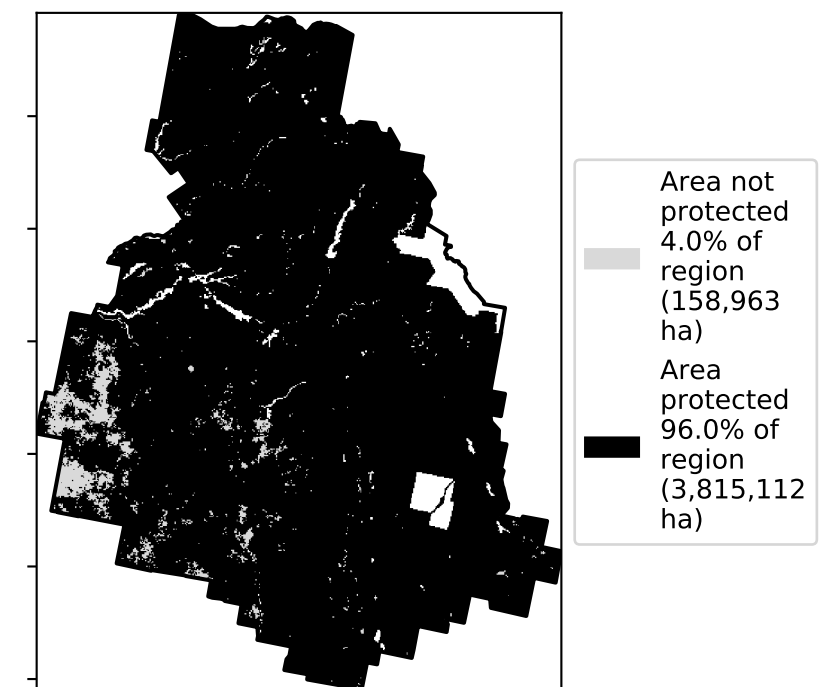 Area not
protected
4.0% of
region
(158,963
ha)
Area
protected
96.0% of
region
(3,815,112
ha)